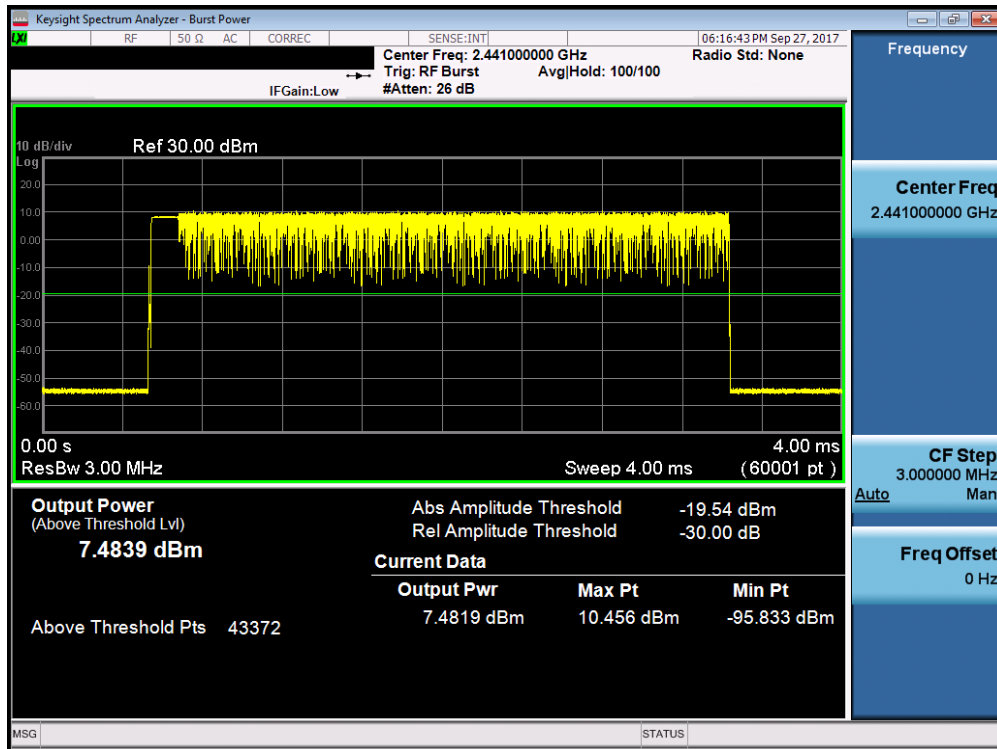 Keysight Spectrum Analyzer - Burst Power
LXI RF 50 Ω AC CORREC SENSE:INT 06:16:43 PM Sep 27, 2017
Center Freq: 2.441000000 GHz Radio Std: None
Trig: RF Burst Avg|Hold: 100/100
IFGain:Low #Atten: 26 dB
Frequency
10 dB/div Ref 30.00 dBm
Log
20.0
10.0
0.00
-10.0
-20.0
-30.0
-40.0
-50.0
-60.0
0.00 s 4.00 ms
ResBw 3.00 MHz Sweep 4.00 ms (60001 pt)
Output Power
(Above Threshold Lvl)
7.4839 dBm
Above Threshold Pts 43372
Abs Amplitude Threshold -19.54 dBm
Rel Amplitude Threshold -30.00 dB
Current Data
Output Pwr Max Pt Min Pt
7.4819 dBm 10.456 dBm -95.833 dBm
Center Freq
2.441000000 GHz
CF Step
3.000000 MHz
Auto Man
Freq Offset
0 Hz
MSG STATUS